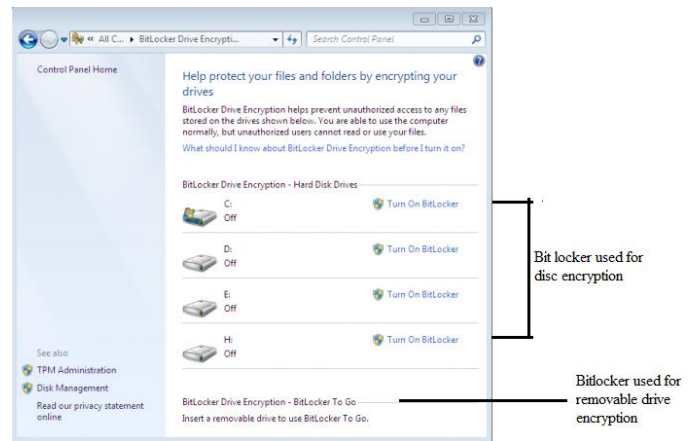 « All C... ▸ BitLocker Drive Encrypti...
Search Control Panel
Control Panel Home
Help protect your files and folders by encrypting your
drives
BitLocker Drive Encryption helps prevent unauthorized access to any files
stored on the drives shown below. You are able to use the computer
normally, but unauthorized users cannot read or use your files.
What should I know about BitLocker Drive Encryption before I turn it on?
BitLocker Drive Encryption - Hard Disk Drives
C:
Off
Turn On BitLocker
D:
Off
Turn On BitLocker
E:
Off
Turn On BitLocker
H:
Off
Turn On BitLocker
See also
TPM Administration
Disk Management
Read our privacy statement
online
BitLocker Drive Encryption - BitLocker To Go
Insert a removable drive to use BitLocker To Go.
Bit locker used for
disc encryption
Bitlocker used for
removable drive
encryption